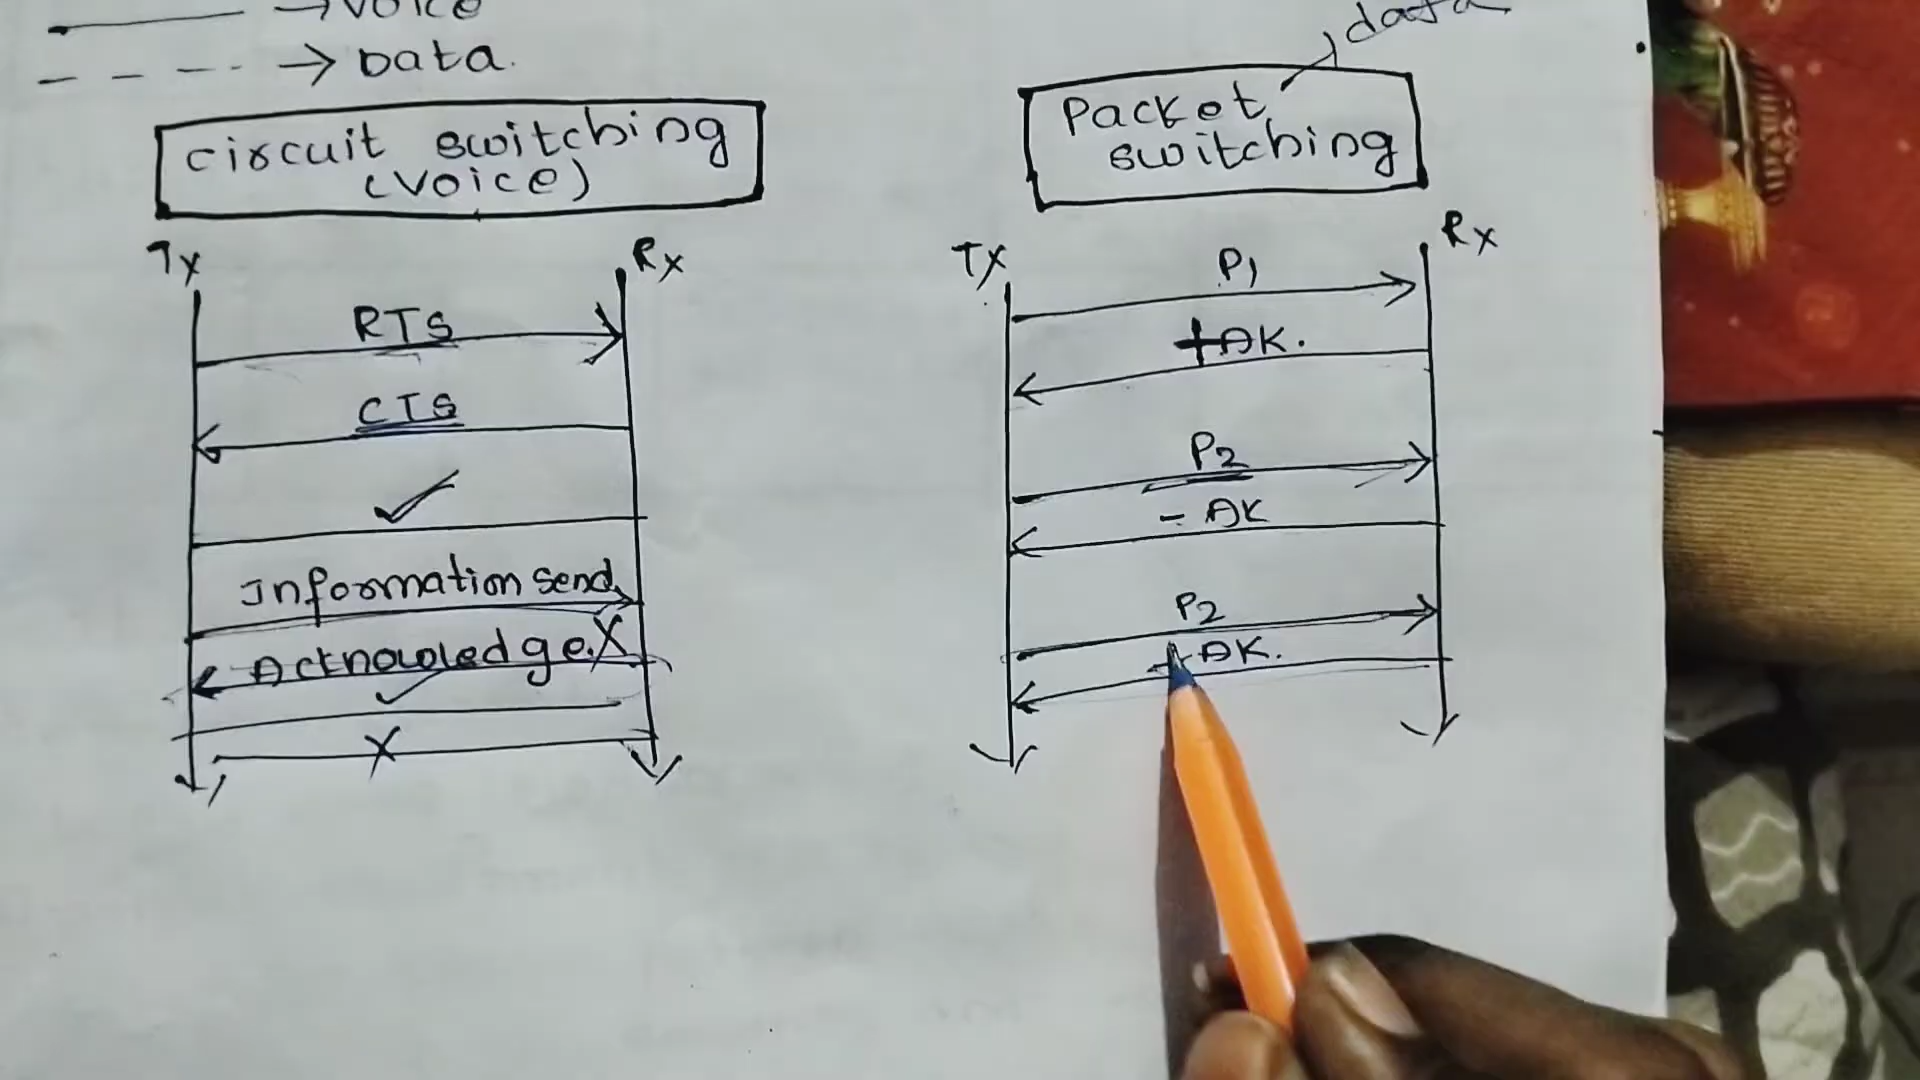 → voice
→ Data.
data
circuit switching
(voice)
Packet
switching
Tx
Rx
RTS
CTS
Information send
Acknowledge. X
X
Tx
Rx
P1
+AK.
P2
- AK
P2
+ AK.